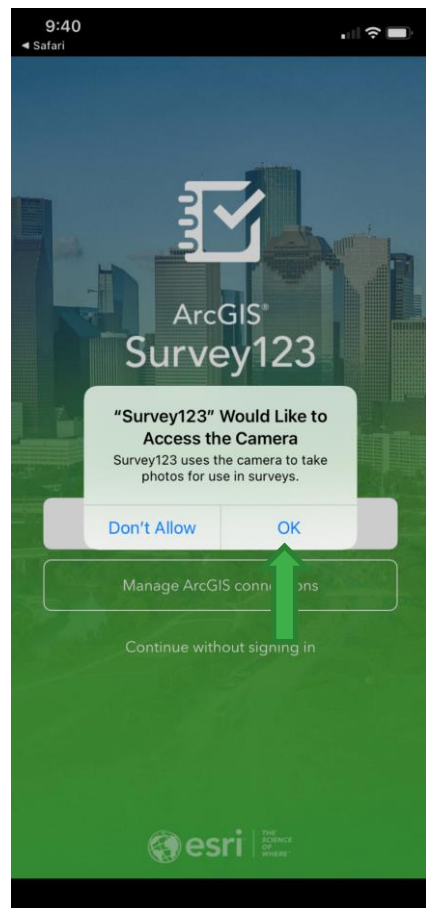 9:40
◄ Safari
ArcGIS®
Survey123
"Survey123" Would Like to
Access the Camera
Survey123 uses the camera to take
photos for use in surveys.
Don't Allow OK
Manage ArcGIS conn ons
Continue without signing in
esri THE
SCIENCE
OF
WHERE™